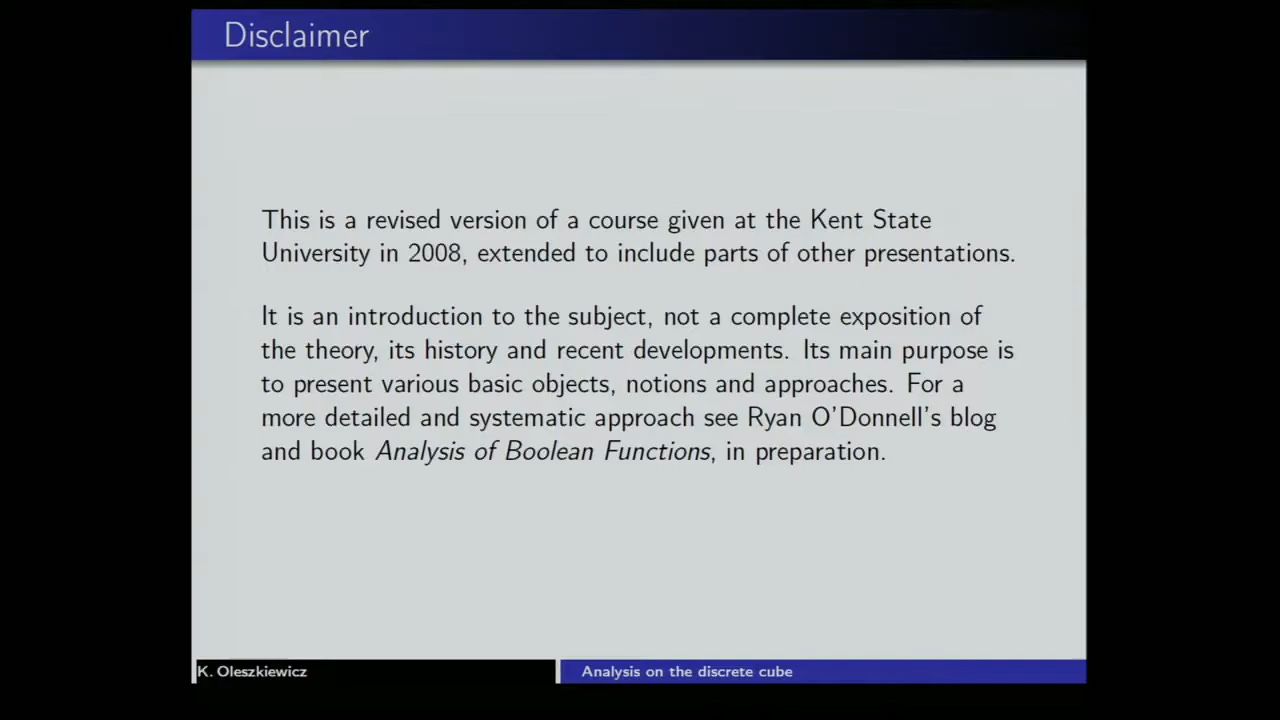 Disclaimer
This is a revised version of a course given at the Kent State
University in 2008, extended to include parts of other presentations.
It is an introduction to the subject, not a complete exposition of
the theory, its history and recent developments. Its main purpose is
to present various basic objects, notions and approaches. For a
more detailed and systematic approach see Ryan O'Donnell's blog
and book Analysis of Boolean Functions, in preparation.
K. Oleszkiewicz
Analysis on the discrete cube